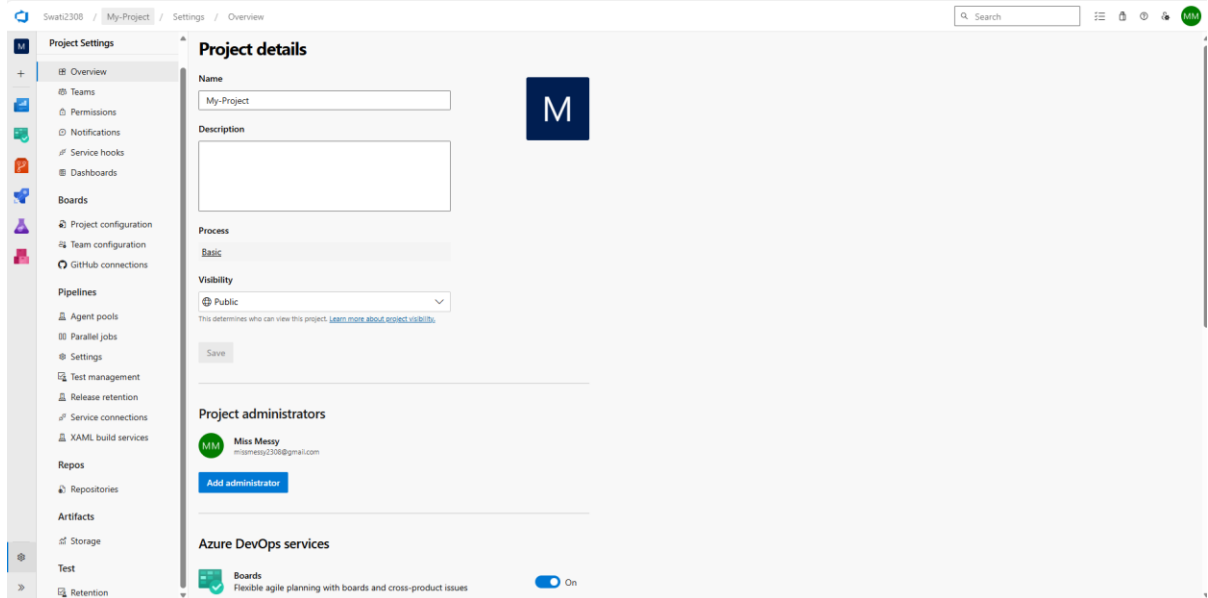 Swati2308 / My-Project / Settings / Overview
Search
MM
M
Project Settings
Overview
Teams
Permissions
Notifications
Service hooks
Dashboards
Boards
Project configuration
Team configuration
GitHub connections
Pipelines
Agent pools
Parallel jobs
Settings
Test management
Release retention
Service connections
XAML build services
Repos
Repositories
Artifacts
Storage
Test
Retention
Project details
Name
My-Project
M
Description
Process
Basic
Visibility
Public
This determines who can view this project. Learn more about project visibility.
Save
Project administrators
MM
Miss Messy
missmessy2308@gmail.com
Add administrator
Azure DevOps services
Boards
Flexible agile planning with boards and cross-product issues
On